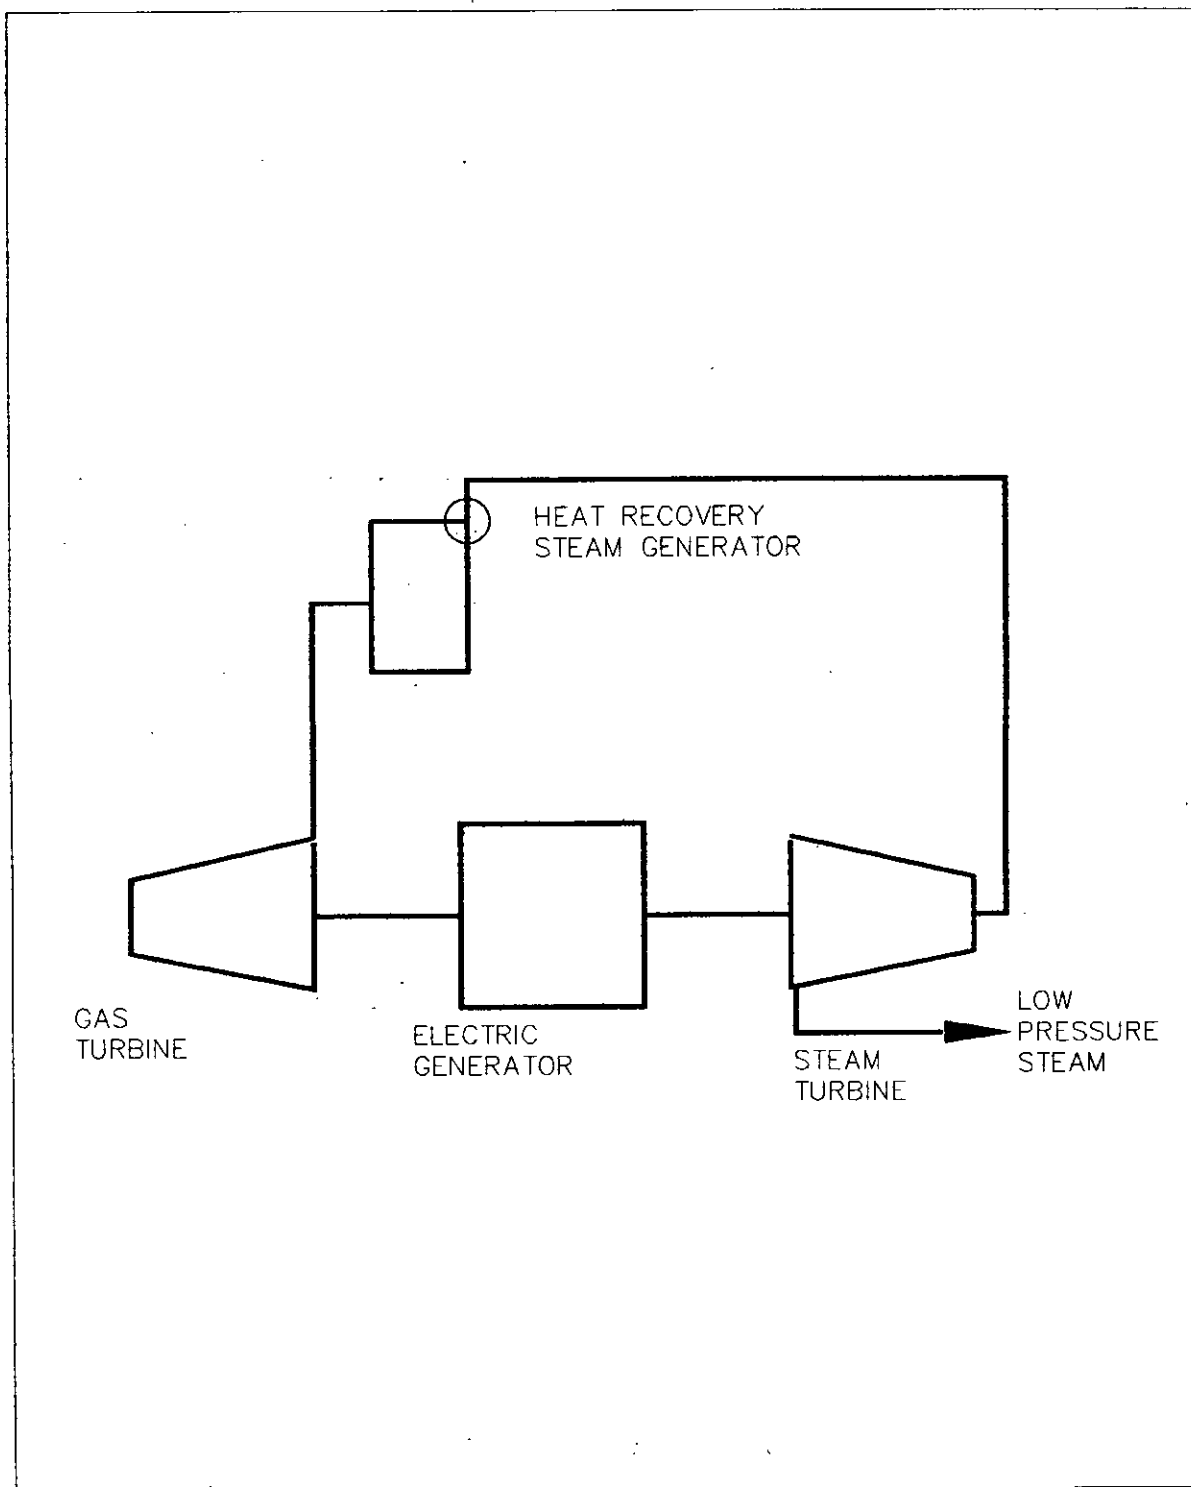 HEAT RECOVERY
STEAM GENERATOR
GAS
TURBINE
ELECTRIC
GENERATOR
STEAM
TURBINE
LOW
PRESSURE
STEAM